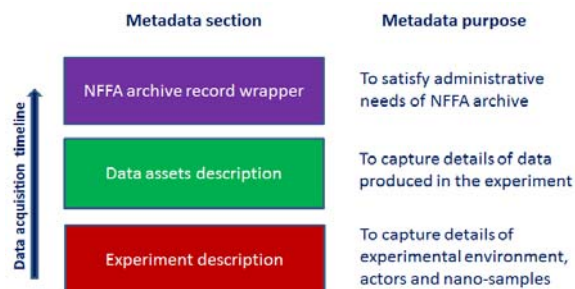 Metadata section
Metadata purpose
Data acquisition timeline
NFFA archive record wrapper
To satisfy administrative
needs of NFFA archive
Data assets description
To capture details of data
produced in the experiment
Experiment description
To capture details of
experimental environment,
actors and nano-samples